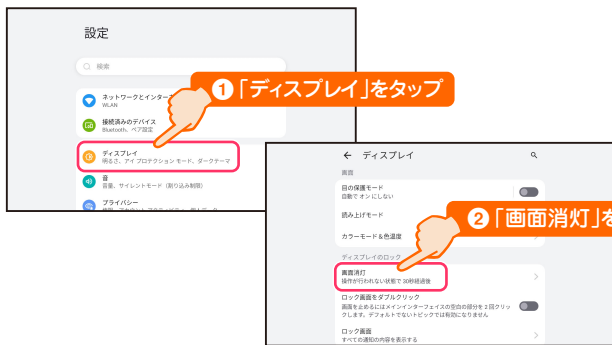 設定
検索
ネットワークとインター
WLAN
接続済みのデバイス
Bluetooth、ペア設定
ディスプレイ
明るさ、アイプロテクションモード、ダークテーマ
音
音量、サイレントモード（割り込み制限）
プライバシー
❶「ディスプレイ」をタップ
ディスプレイ
画面
目の保護モード
自動で オン にしない
読み上げモード
カラーモード＆色温度
❷「画面消灯」を
ディスプレイのロック
画面消灯
操作が行われない状態で 30秒経過後
ロック画面をダブルクリック
画面を止めるにはメインインターフェイスの空白の部分を 2 回クリッ
クします。デフォルトでないトピックでは有効になりません
ロック画面
すべての通知の内容を表示する